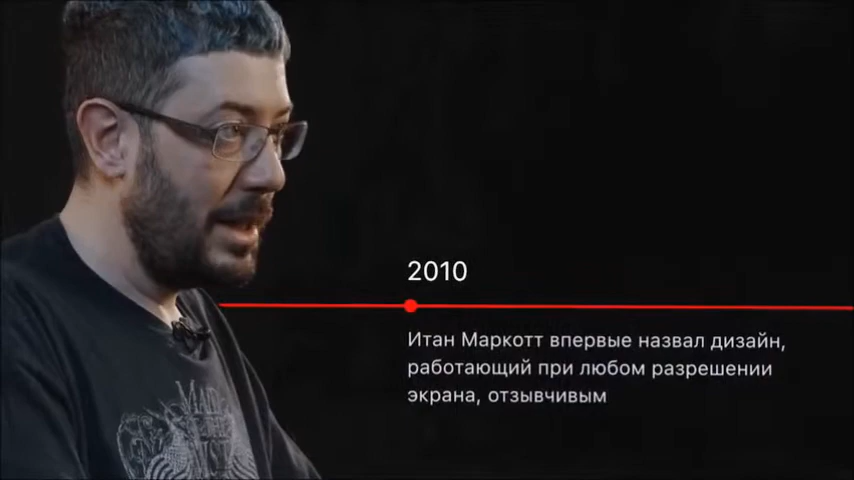 2010
Итан Маркотт впервые назвал дизайн,
работающий при любом разрешении
экрана, отзывчивым